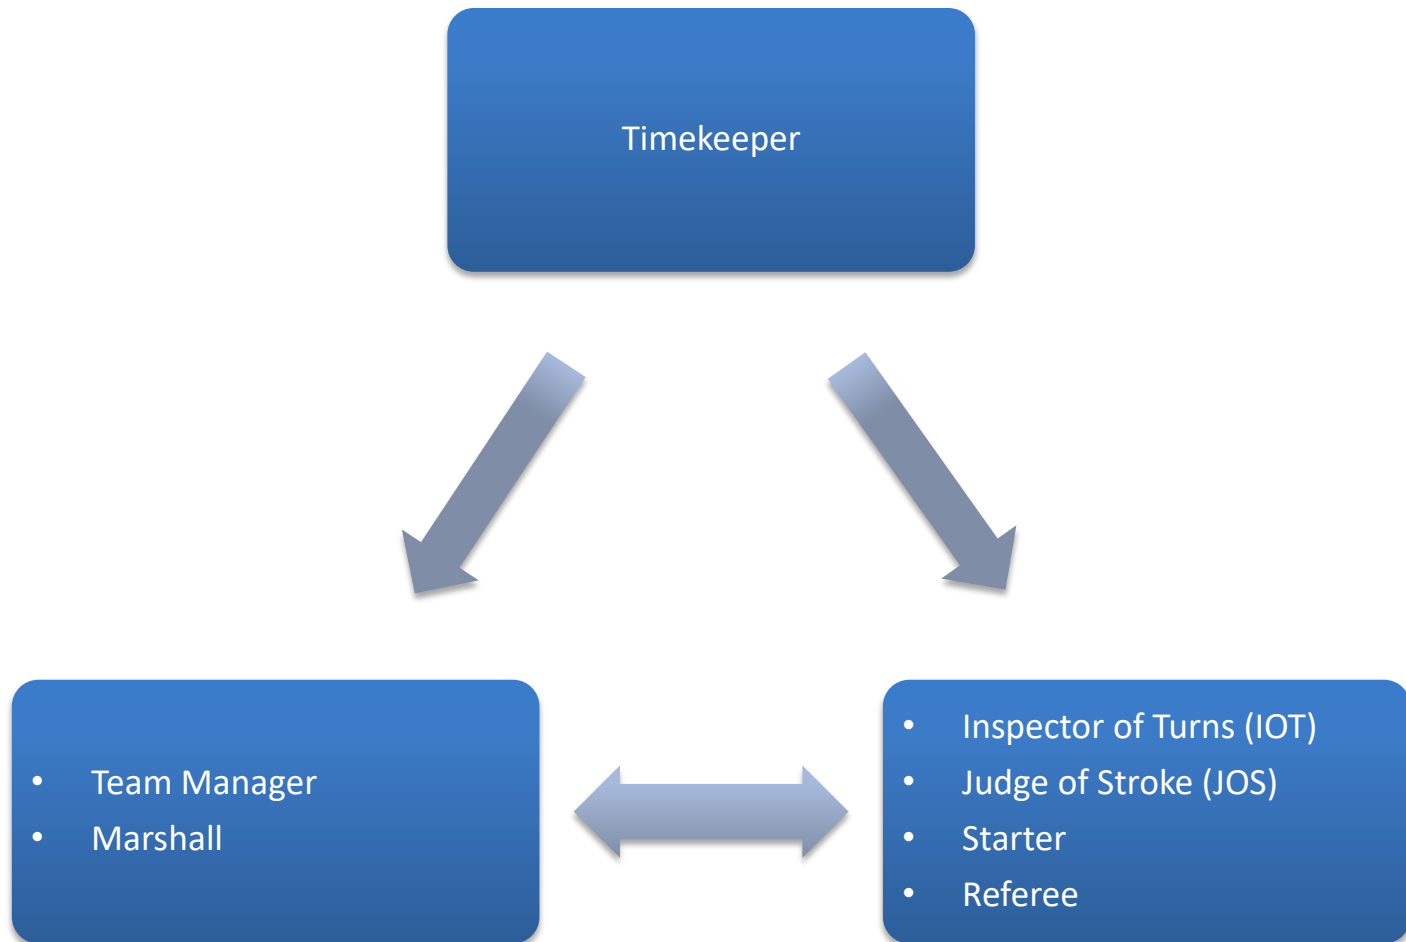 Timekeeper
• Team Manager
• Marshall
• Inspector of Turns (IOT)
• Judge of Stroke (JOS)
• Starter
• Referee